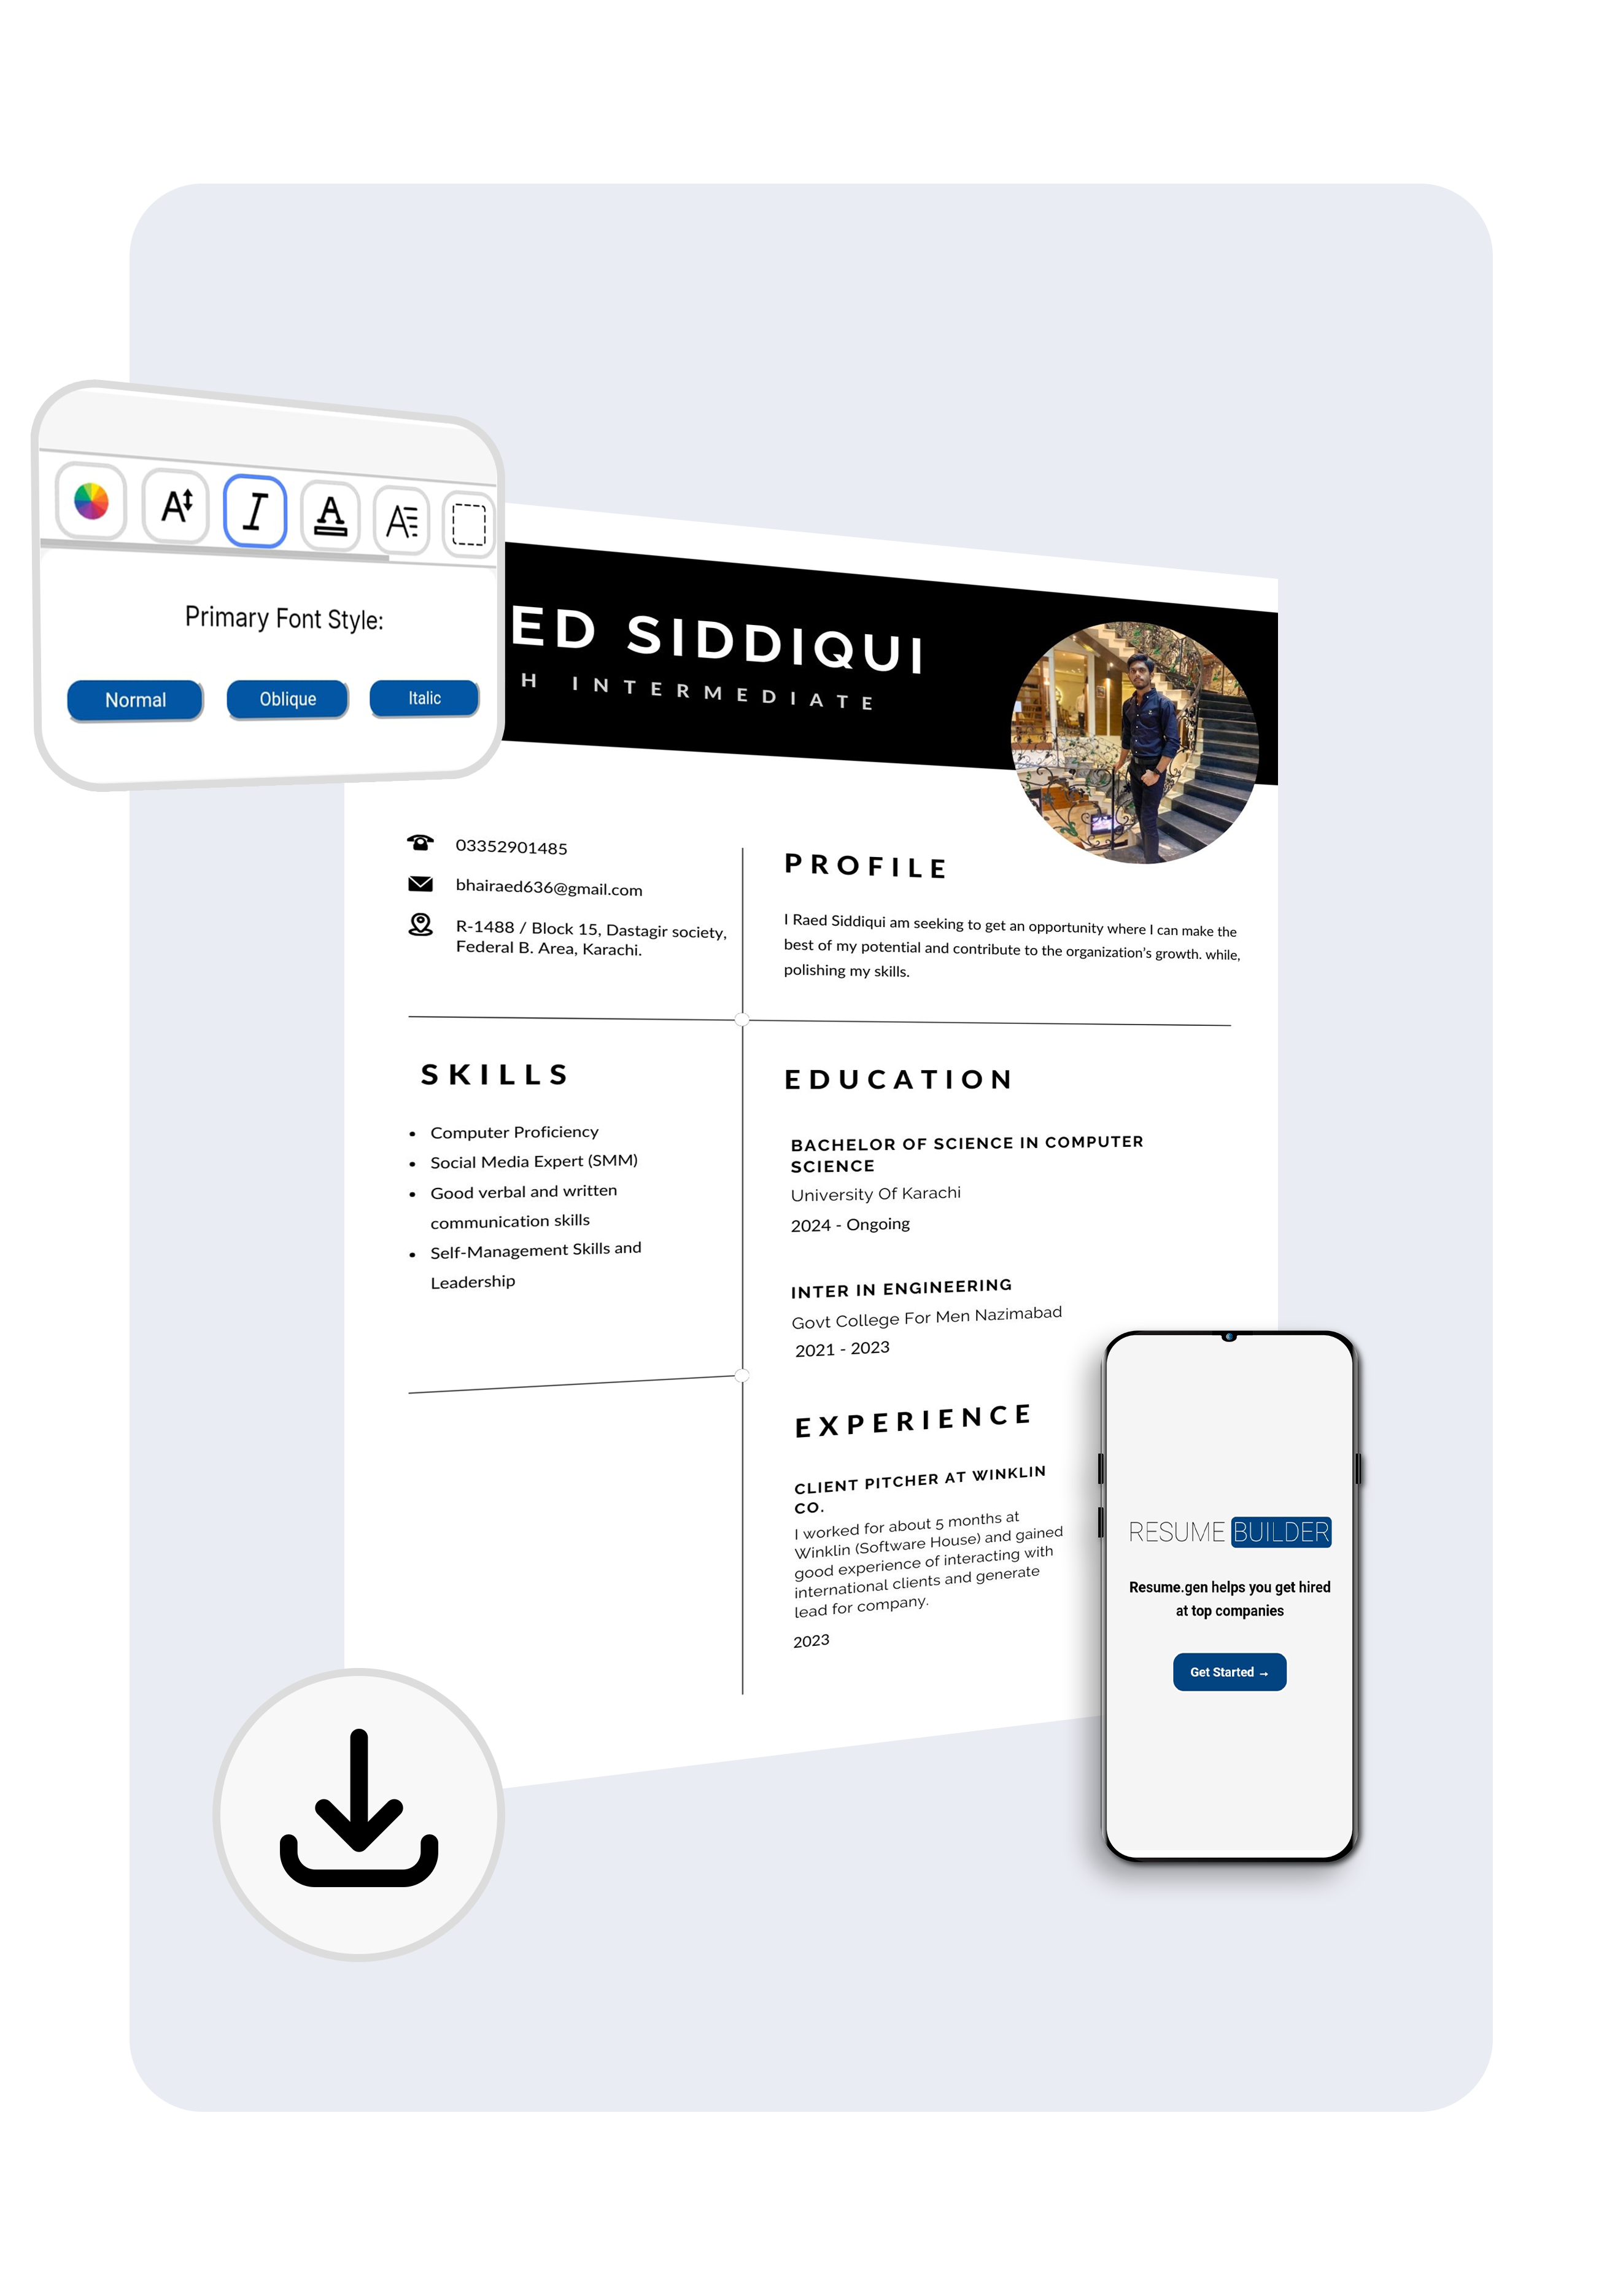 Primary Font Style:
Normal
Oblique
Italic
ED SIDDIQUI
H INTERMEDIATE
03352901485
bhairaed636@gmail.com
R-1488 / Block 15, Dastagir society,
Federal B. Area, Karachi.
PROFILE
I Raed Siddiqui am seeking to get an opportunity where I can make the
best of my potential and contribute to the organization's growth. while,
polishing my skills.
SKILLS
• Computer Proficiency
• Social Media Expert (SMM)
• Good verbal and written
communication skills
• Self-Management Skills and
Leadership
EDUCATION
BACHELOR OF SCIENCE IN COMPUTER
SCIENCE
University Of Karachi
2024 - Ongoing
INTER IN ENGINEERING
Govt College For Men Nazimabad
2021 - 2023
EXPERIENCE
CLIENT PITCHER AT WINKLIN
CO.
I worked for about 5 months at
Winklin (Software House) and gained
good experience of interacting with
international clients and generate
lead for company.
2023
RESUME BUILDER
Resume.gen helps you get hired
at top companies
Get Started →